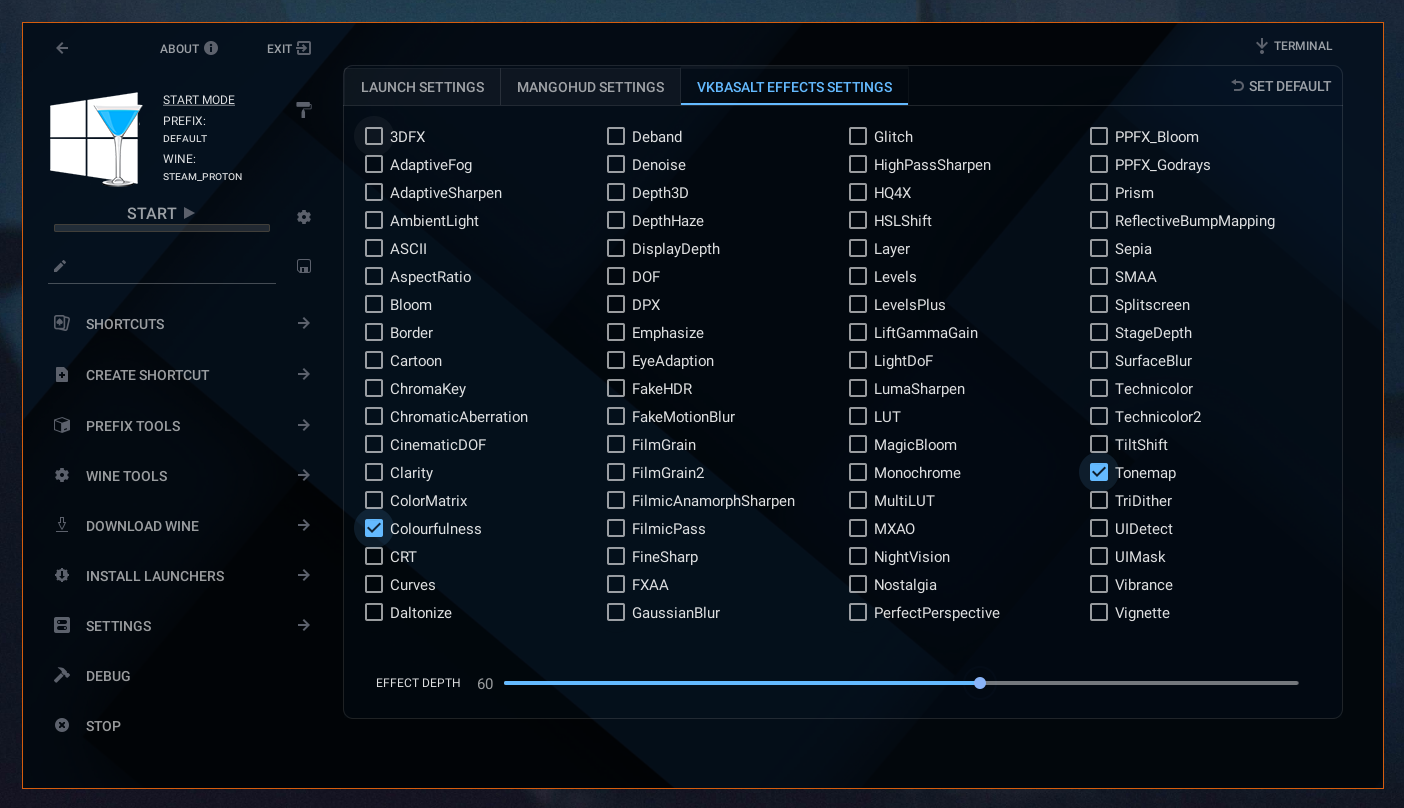 ABOUT
EXIT
TERMINAL
START MODE
PREFIX:
DEFAULT
WINE:
STEAM_PROTON
START
SHORTCUTS
CREATE SHORTCUT
PREFIX TOOLS
WINE TOOLS
DOWNLOAD WINE
INSTALL LAUNCHERS
SETTINGS
DEBUG
STOP
LAUNCH SETTINGS
MANGOHUD SETTINGS
VKBASALT EFFECTS SETTINGS
SET DEFAULT
3DFX
AdaptiveFog
AdaptiveSharpen
AmbientLight
ASCII
AspectRatio
Bloom
Border
Cartoon
ChromaKey
ChromaticAberration
CinematicDOF
Clarity
ColorMatrix
Colourfulness
CRT
Curves
Daltonize
Deband
Denoise
Depth3D
DepthHaze
DisplayDepth
DOF
DPX
Emphasize
EyeAdaption
FakeHDR
FakeMotionBlur
FilmGrain
FilmGrain2
FilmicAnamorphSharpen
FilmicPass
FineSharp
FXAA
GaussianBlur
Glitch
HighPassSharpen
HQ4X
HSLShift
Layer
Levels
LevelsPlus
LiftGammaGain
LightDoF
LumaSharpen
LUT
MagicBloom
Monochrome
MultiLUT
MXAO
NightVision
Nostalgia
PerfectPerspective
PPFX_Bloom
PPFX_Godrays
Prism
ReflectiveBumpMapping
Sepia
SMAA
Splitscreen
StageDepth
SurfaceBlur
Technicolor
Technicolor2
TiltShift
Tonemap
TriDither
UIDetect
UIMask
Vibrance
Vignette
EFFECT DEPTH 60